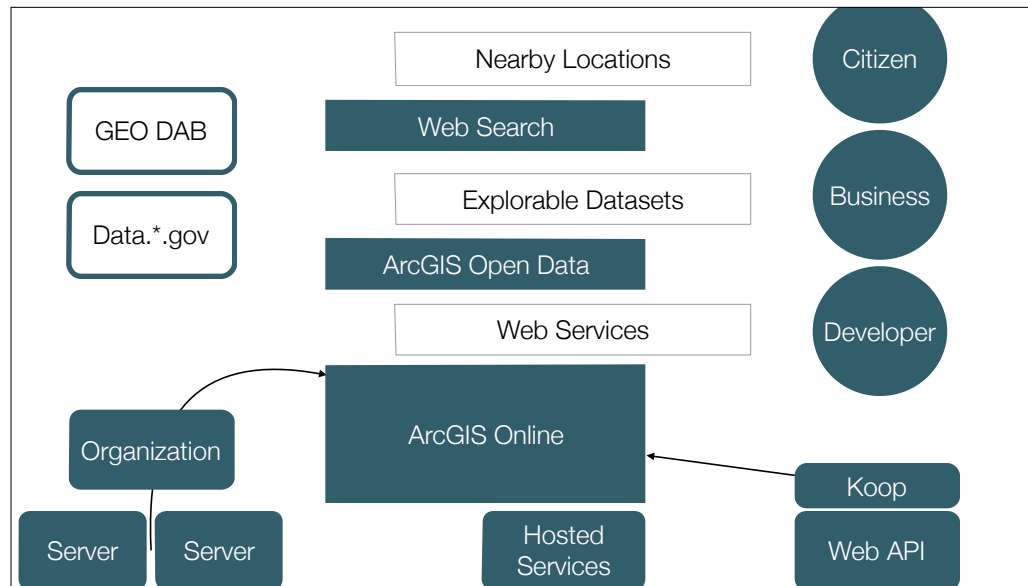 Nearby Locations
Citizen
GEO DAB
Web Search
Data.*.gov
Explorable Datasets
Business
ArcGIS Open Data
Web Services
Developer
Organization
ArcGIS Online
Koop
Server
Server
Hosted
Services
Web API